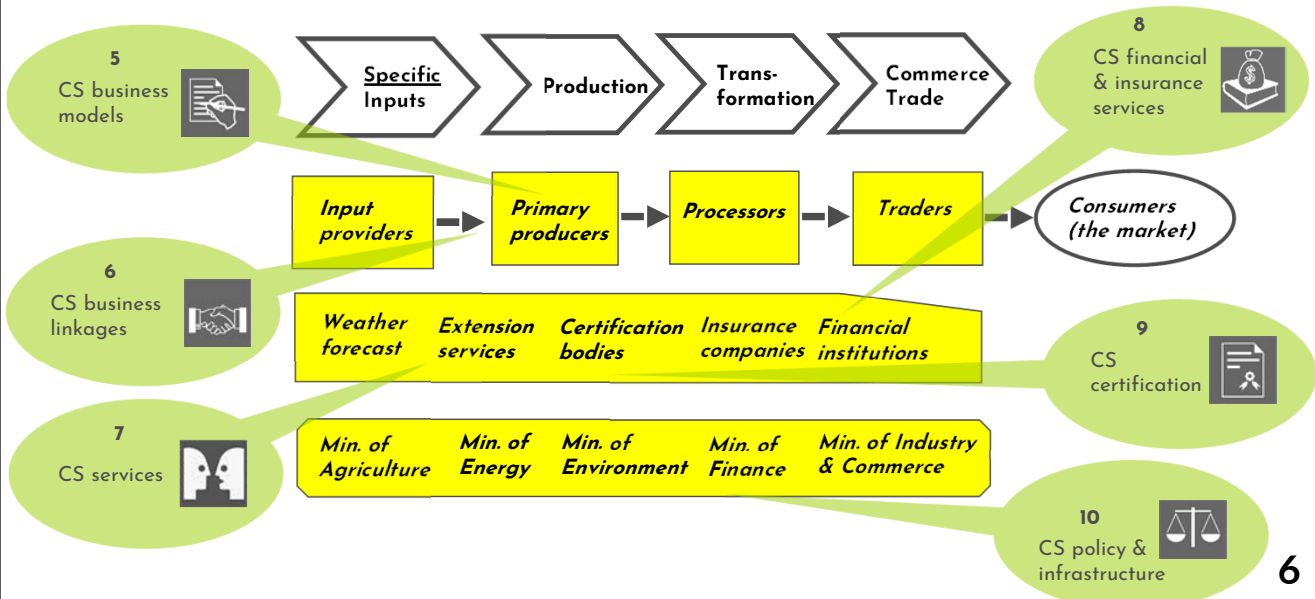 5
CS business
models
Specific
Inputs
Production
Trans-
formation
Commerce
Trade
8
CS financial
& insurance
services
Input
providers
Primary
producers
Processors
Traders
Consumers
(the market)
6
CS business
linkages
Weather
forecast
Extension
services
Certification
bodies
Insurance
companies
Financial
institutions
9
CS
certification
7
CS services
Min. of
Agriculture
Min. of
Energy
Min. of
Environment
Min. of
Finance
Min. of Industry
& Commerce
10
CS policy &
infrastructure
6